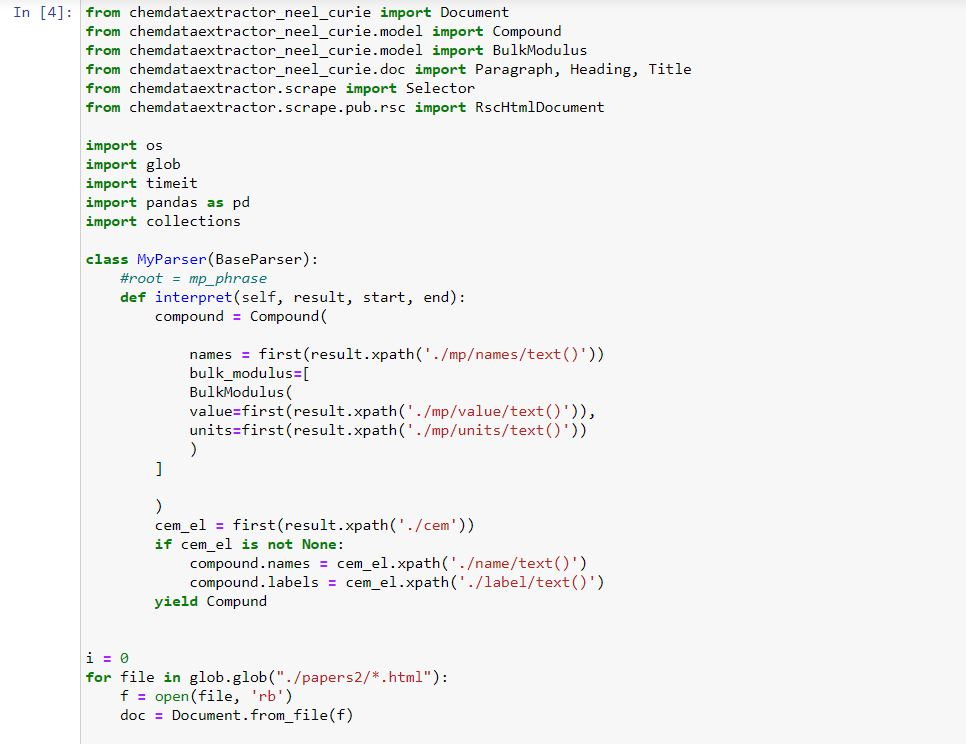 In [4]: from chemdataextractor_neel_curie import Document
from chemdataextractor_neel_curie.model import Compound
from chemdataextractor_neel_curie.model import BulkModulus
from chemdataextractor_neel_curie.doc import Paragraph, Heading, Title
from chemdataextractor.scrape import Selector
from chemdataextractor.scrape.pub.rsc import RscHtmlDocument

import os
import glob
import timeit
import pandas as pd
import collections

class MyParser(BaseParser):
    #root = mp_phrase
    def interpret(self, result, start, end):
        compound = Compound(

            names = first(result.xpath('./mp/names/text()'))
            bulk_modulus=[
            BulkModulus(
            value=first(result.xpath('./mp/value/text()')),
            units=first(result.xpath('./mp/units/text()'))
            )
        ]

        )
        cem_el = first(result.xpath('./cem'))
        if cem_el is not None:
            compound.names = cem_el.xpath('./name/text()')
            compound.labels = cem_el.xpath('./label/text()')
        yield Compund


i = 0
for file in glob.glob("./papers2/*.html"):
    f = open(file, 'rb')
    doc = Document.from_file(f)